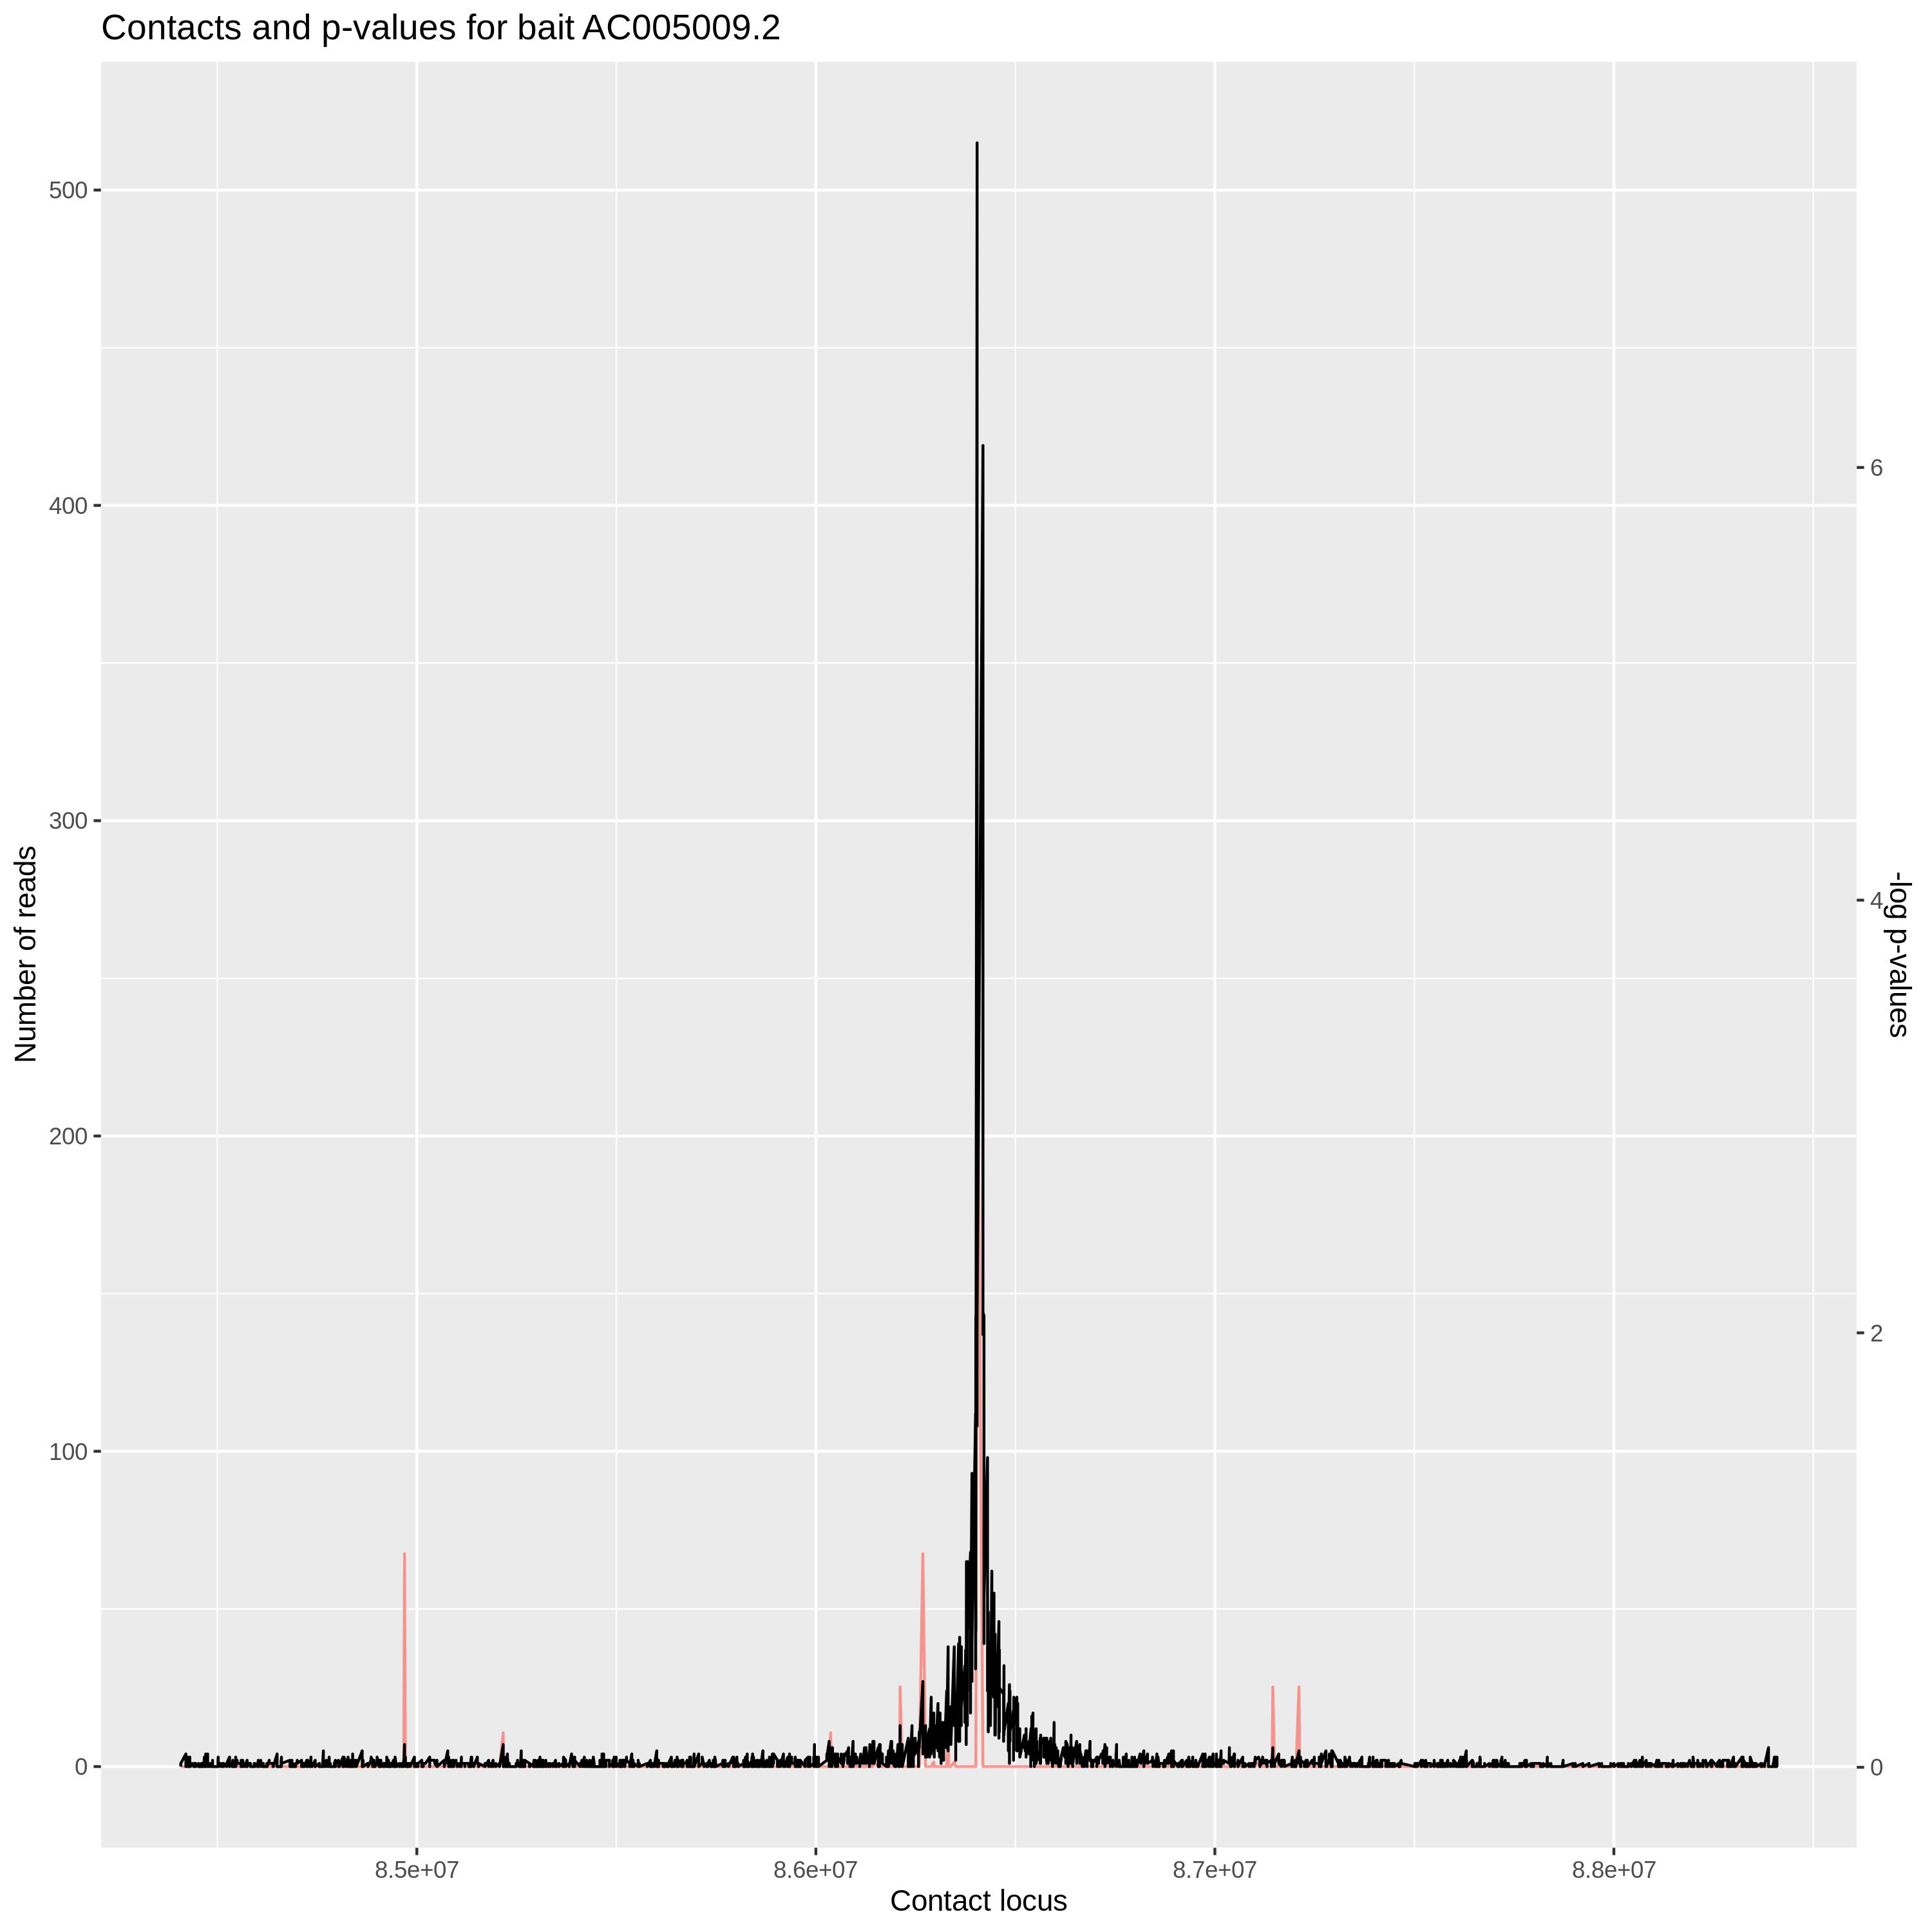 Contacts and p-values for bait AC005009.2
500
400
300
200
100
0
Number of reads
6
4
2
0
-log p-values
8.5e+07
8.6e+07
8.7e+07
8.8e+07
Contact locus